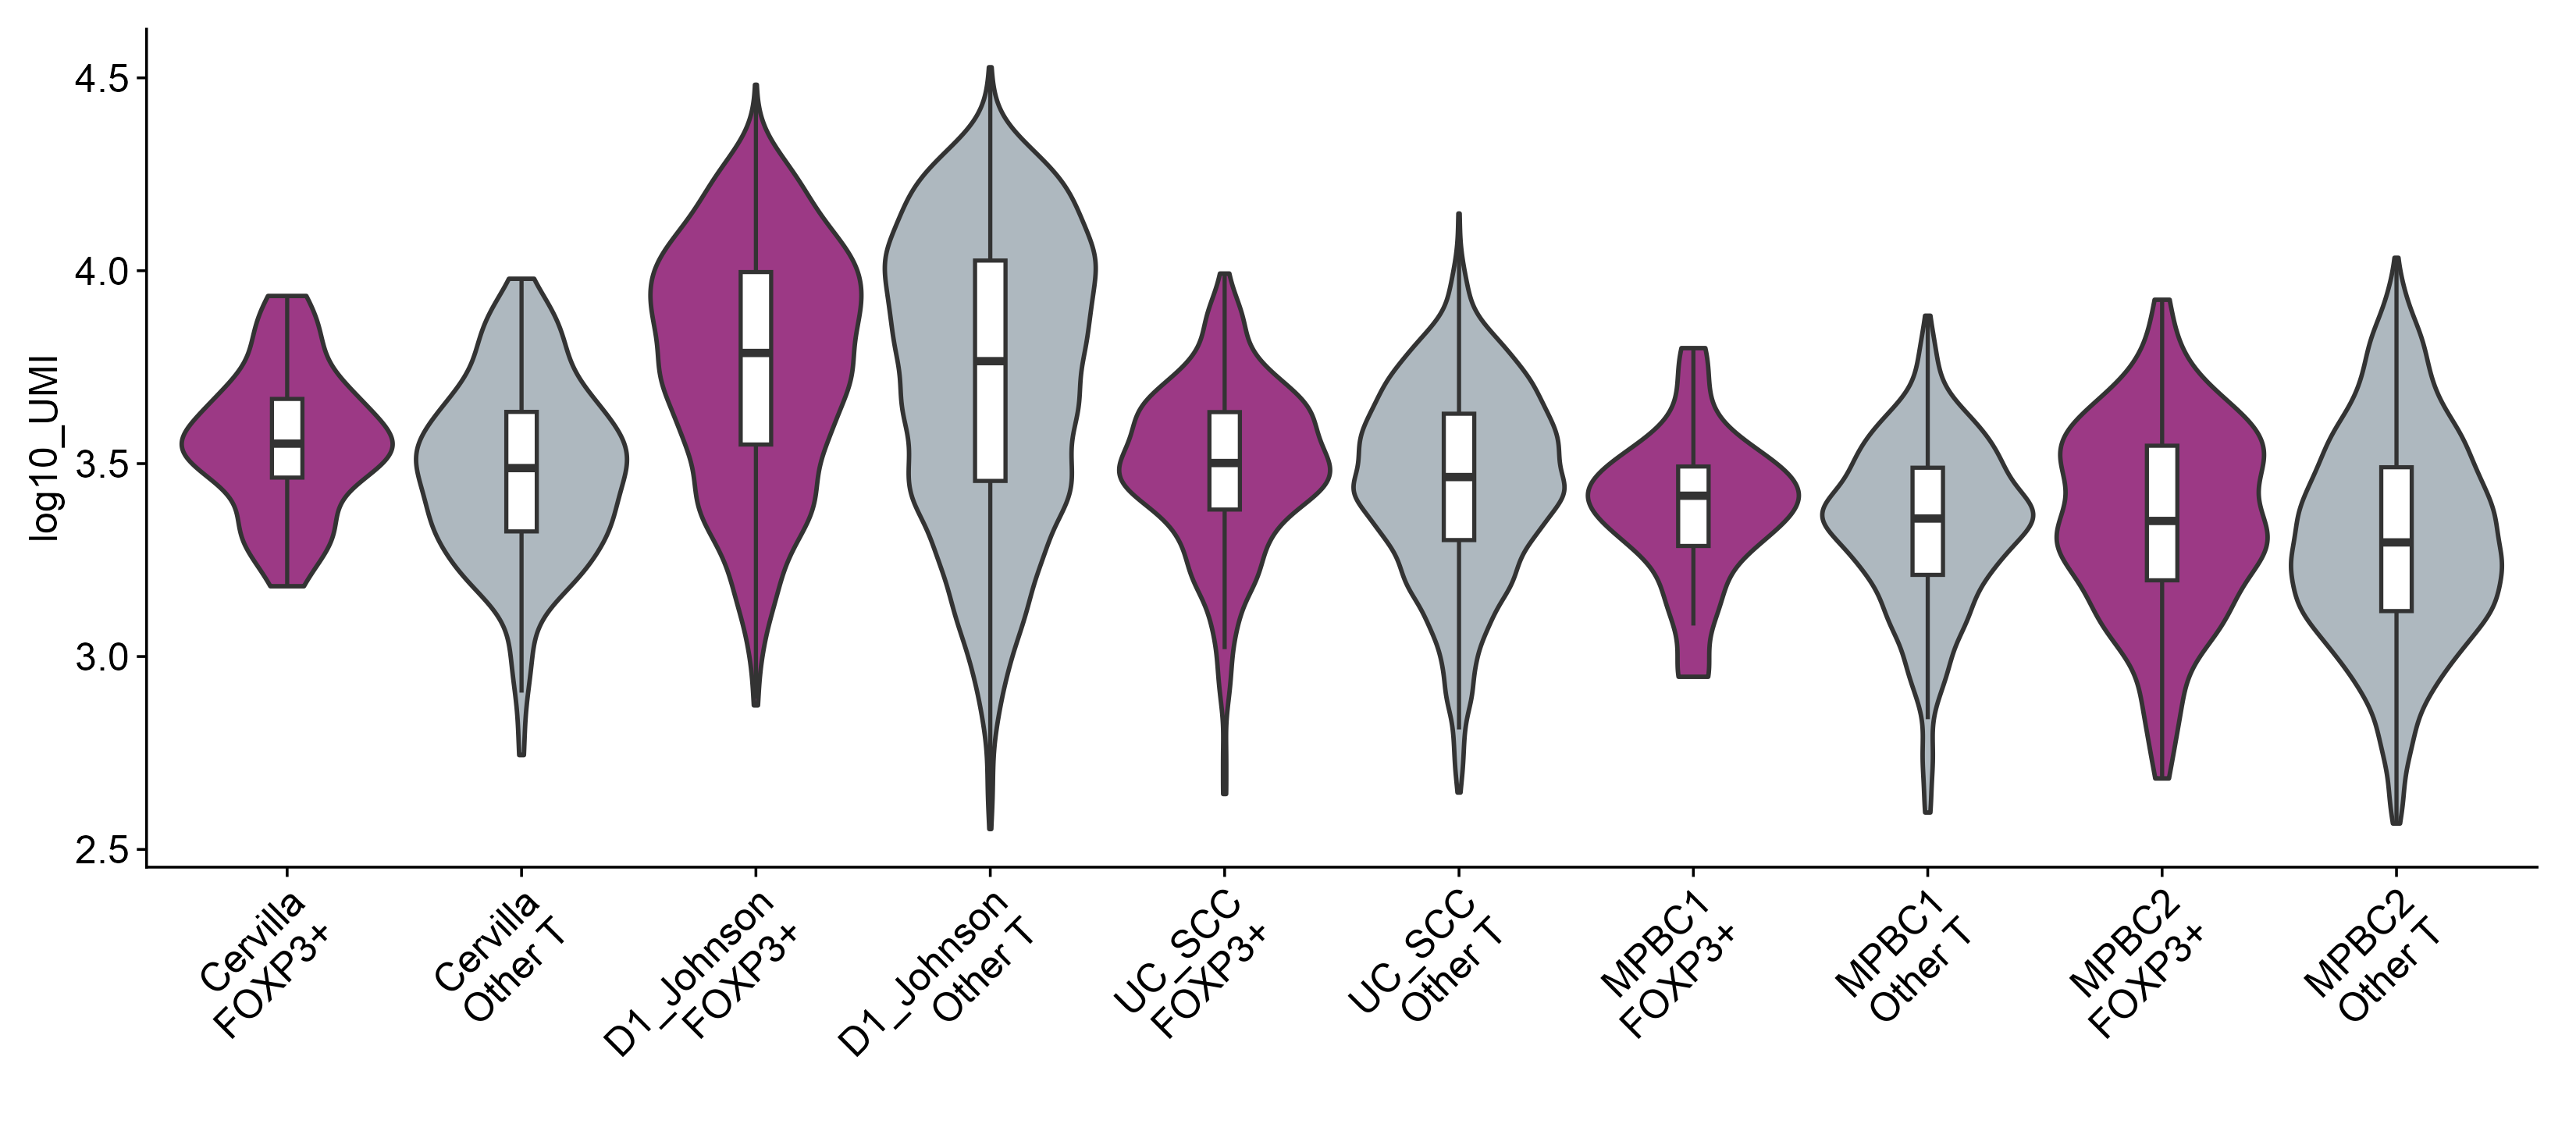 log10_UMI
4.5
4.0
3.5
3.0
2.5
Cervilla
FOXP3+
Cervilla
Other T
D1_Johnson
FOXP3+
D1_Johnson
Other T
UC_SCC
FOXP3+
UC_SCC
Other T
MPBC1
FOXP3+
MPBC1
Other T
MPBC2
FOXP3+
MPBC2
Other T